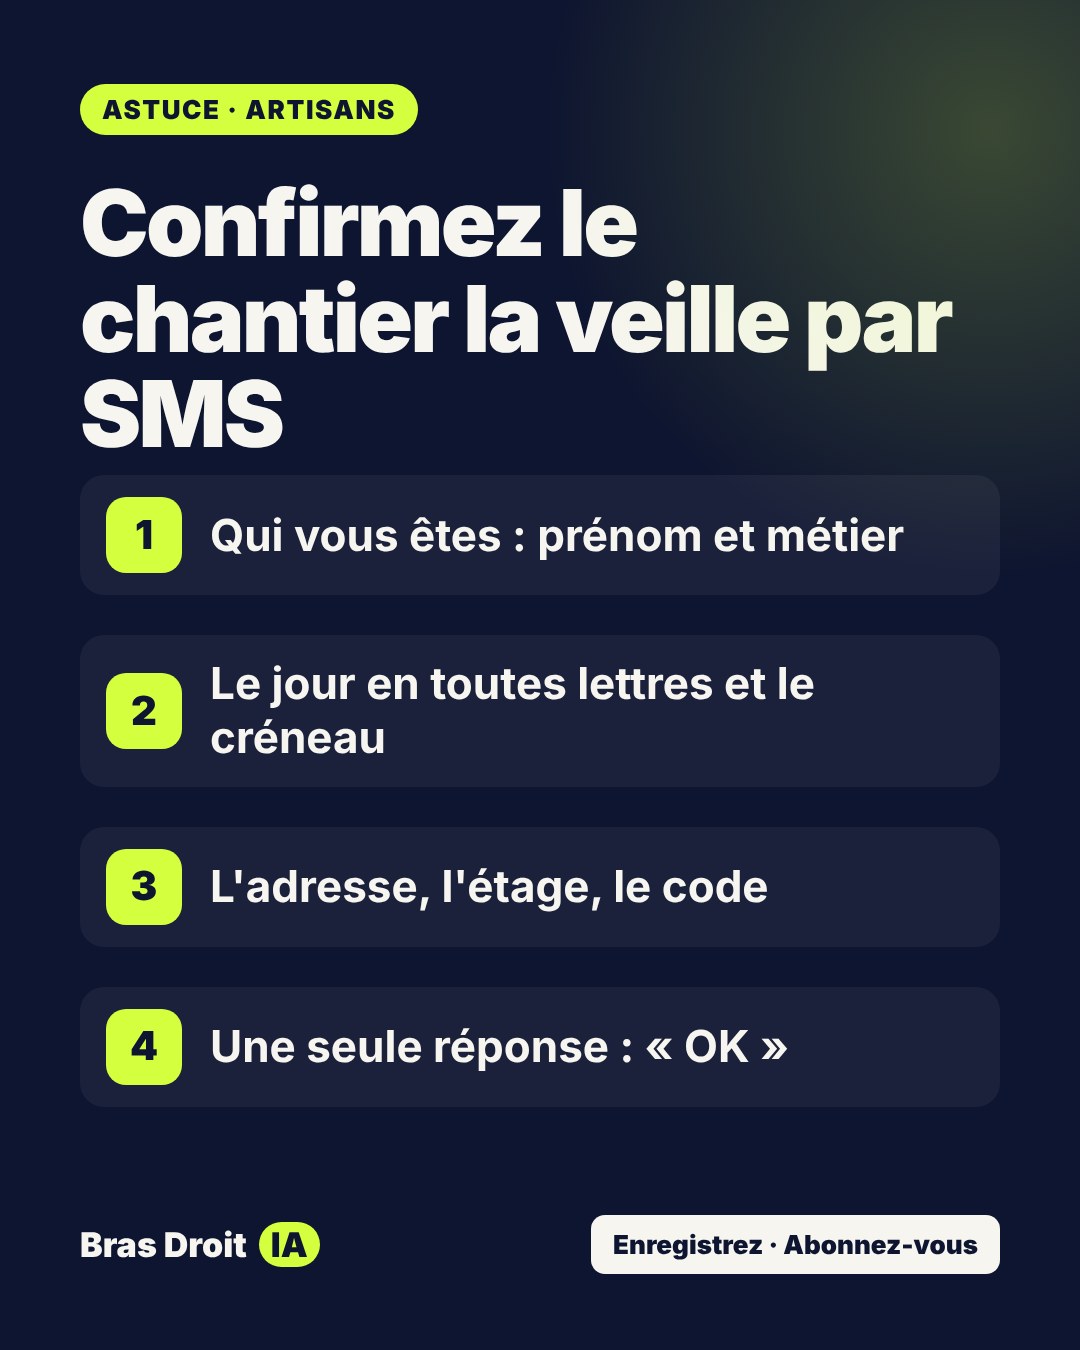 ASTUCE · ARTISANS
Confirmez le
chantier la veille par
SMS
1 Qui vous êtes : prénom et métier
2 Le jour en toutes lettres et le
créneau
3 L'adresse, l'étage, le code
4 Une seule réponse : « OK »
Bras Droit IA
Enregistrez · Abonnez-vous